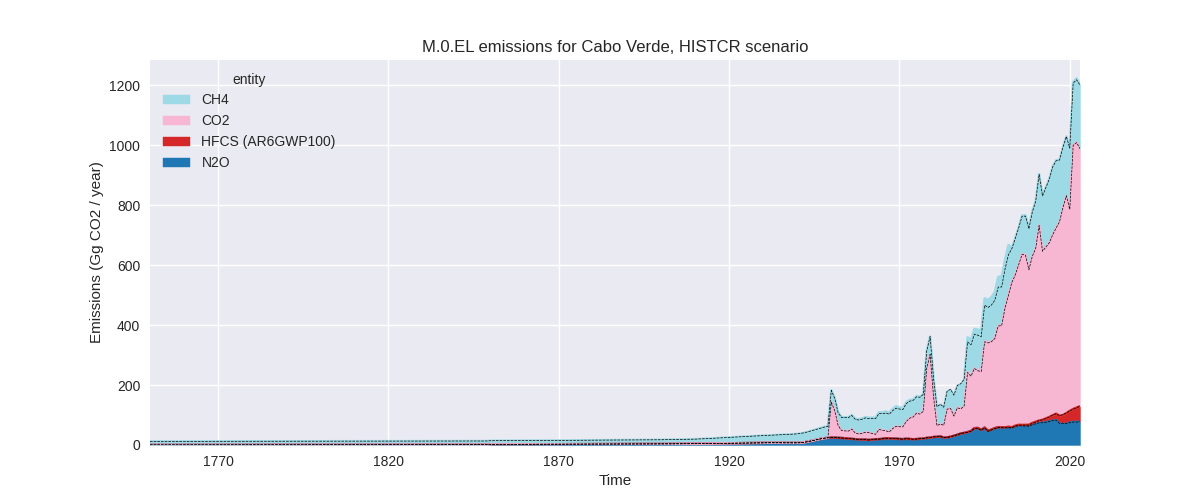 M.0.EL emissions for Cabo Verde, HISTCR scenario
entity
CH4
CO2
HFCS (AR6GWP100)
N2O
Emissions (Gg CO2 / year)
1200
1000
800
600
400
200
0
1770 1820 1870 1920 1970 2020
Time